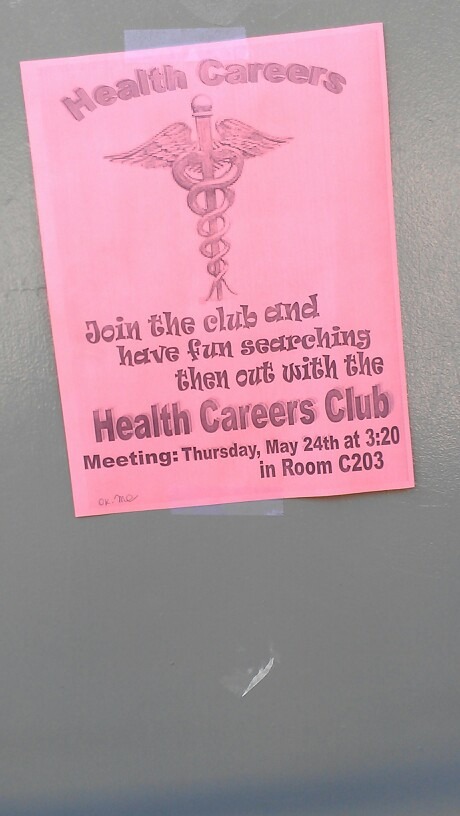 Health Careers
Join the club and
have fun searching
then out with the
Health Careers Club
Meeting: Thursday, May 24th at 3:20
in Room C203